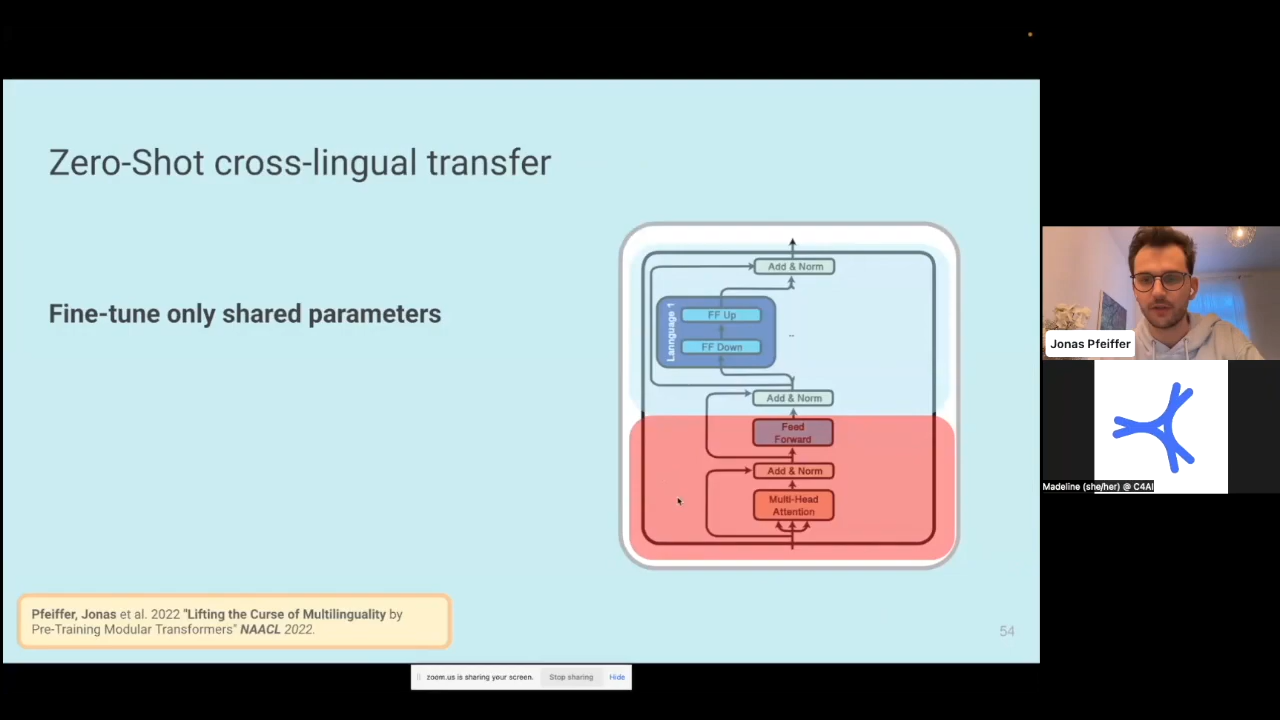 Zero-Shot cross-lingual transfer
Fine-tune only shared parameters
Add & Norm
Lannguage 1
FF Up
FF Down
..
Add & Norm
Feed
Forward
Add & Norm
Multi-Head
Attention
Pfeiffer, Jonas et al. 2022 "Lifting the Curse of Multilinguality by
Pre-Training Modular Transformers" NAACL 2022.
54
Jonas Pfeiffer
Madeline (she/her) @ C4AI
zoom.us is sharing your screen.
Stop sharing
Hide